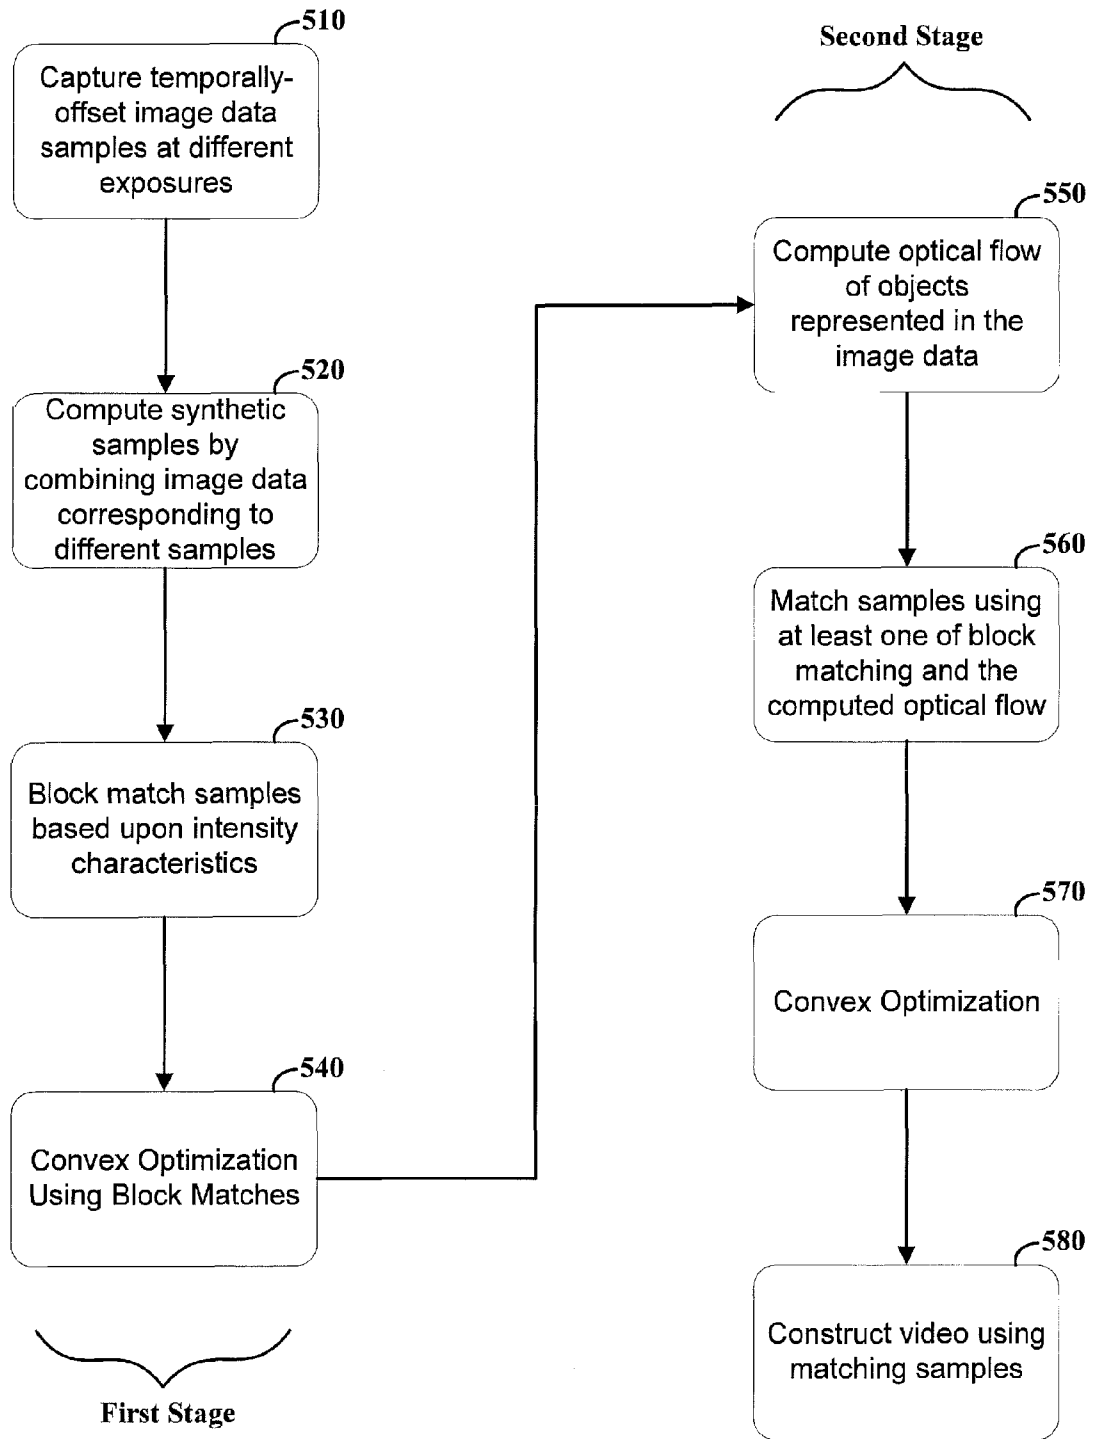 510
Capture temporally-
offset image data
samples at different
exposures
520
Compute synthetic
samples by
combining image data
corresponding to
different samples
530
Block match samples
based upon intensity
characteristics
540
Convex Optimization
Using Block Matches
First Stage
Second Stage
550
Compute optical flow
of objects
represented in the
image data
560
Match samples using
at least one of block
matching and the
computed optical flow
570
Convex Optimization
580
Construct video using
matching samples